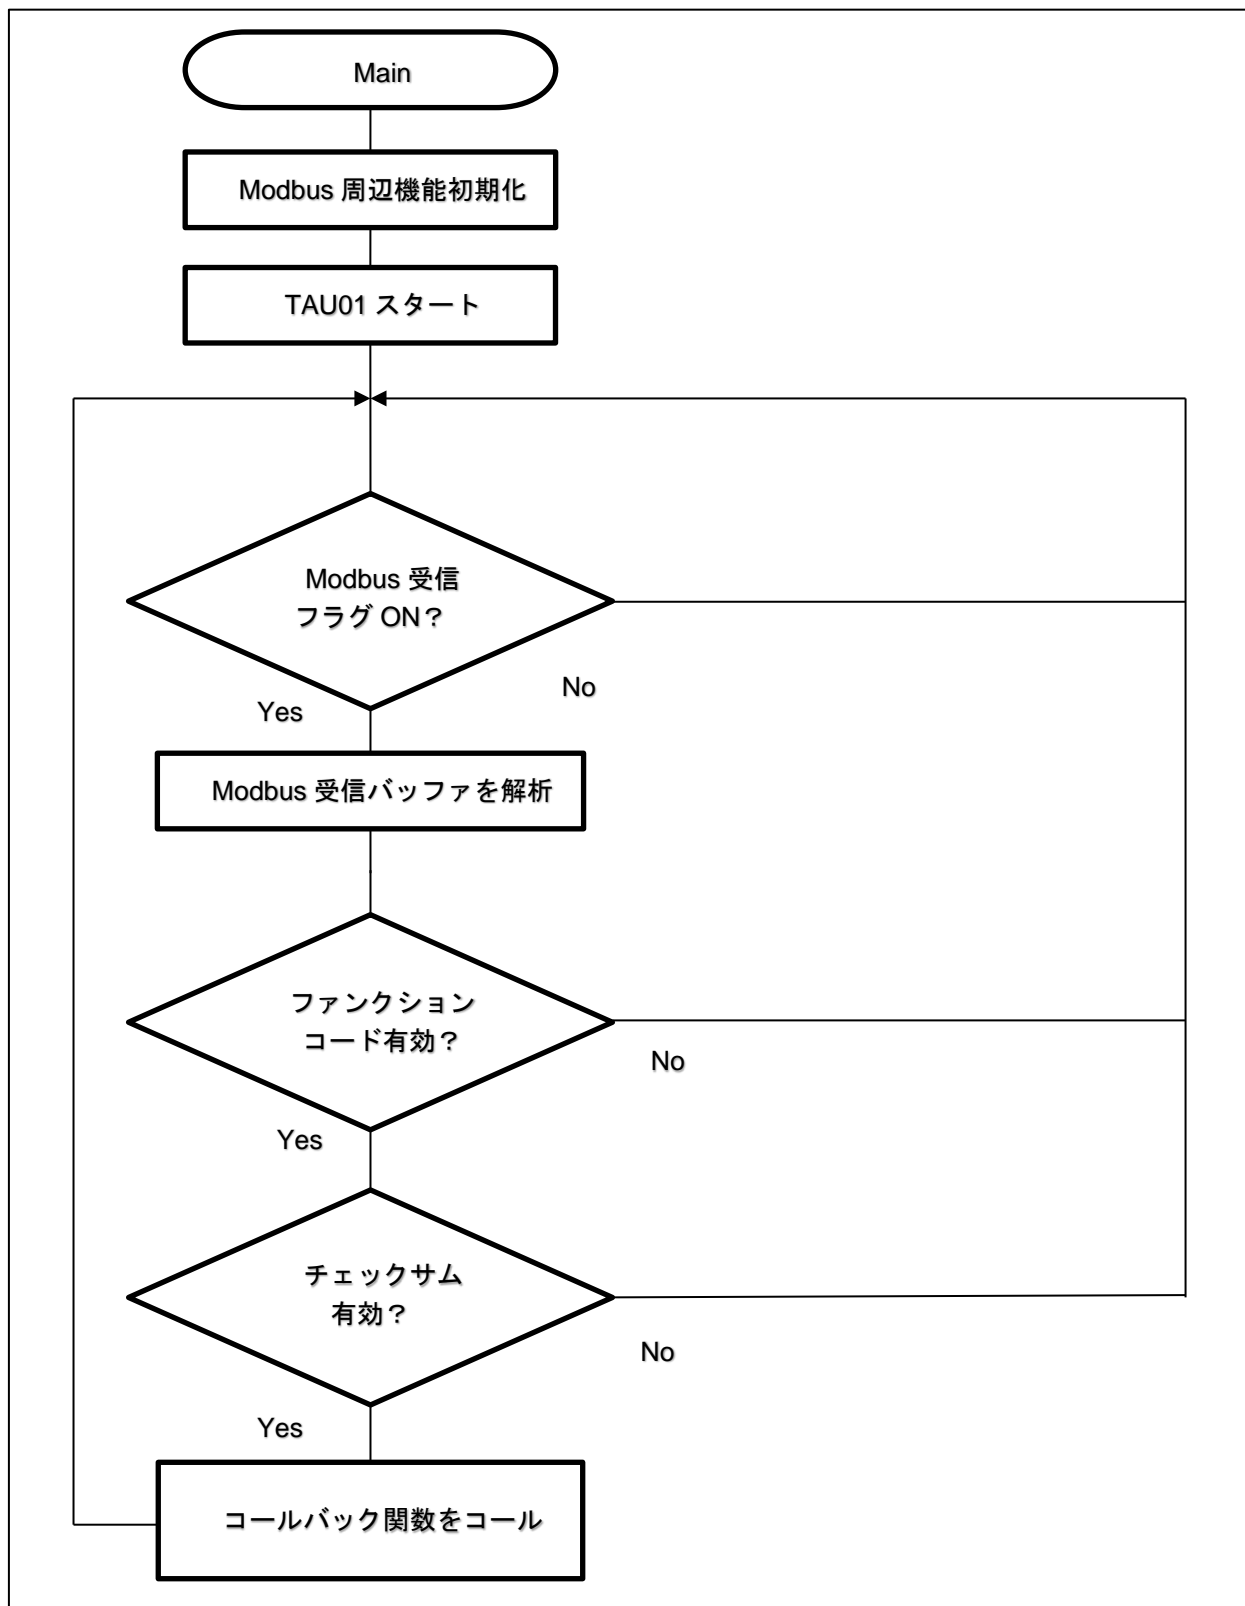 Main
Modbus 周辺機能初期化
TAU01 スタート
Modbus 受信
フラグ ON？
No
Yes
Modbus 受信バッファを解析
ファンクション
コード有効？
No
Yes
チェックサム
有効？
No
Yes
コールバック関数をコール